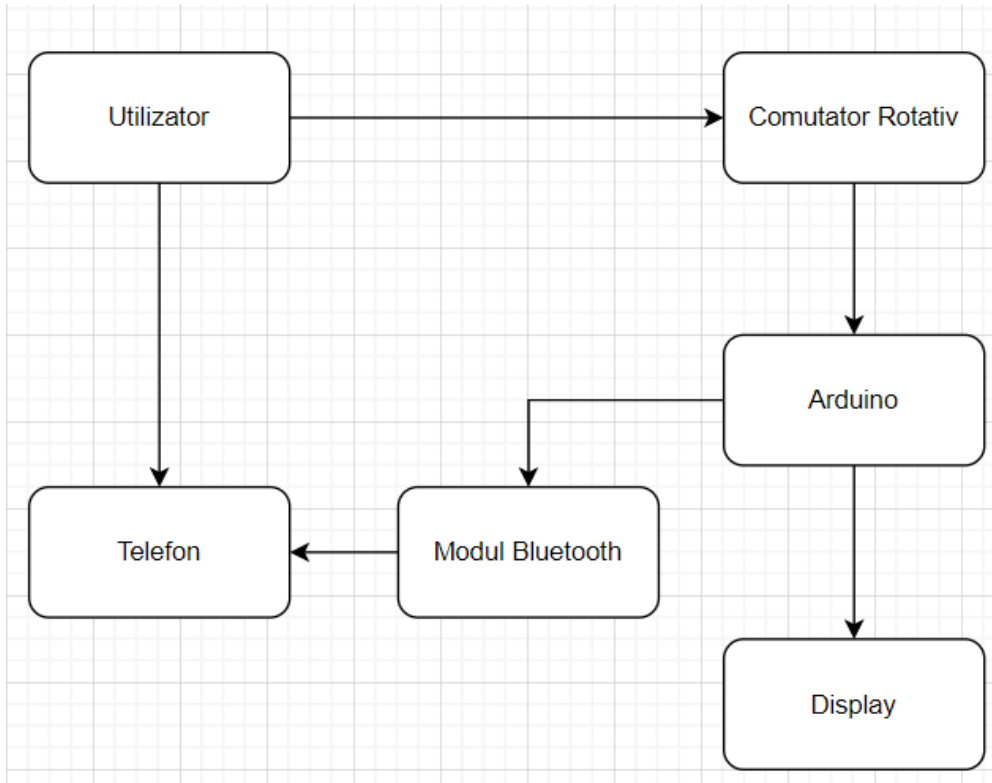 Utilizator
Comutator Rotativ
Arduino
Telefon
Modul Bluetooth
Display